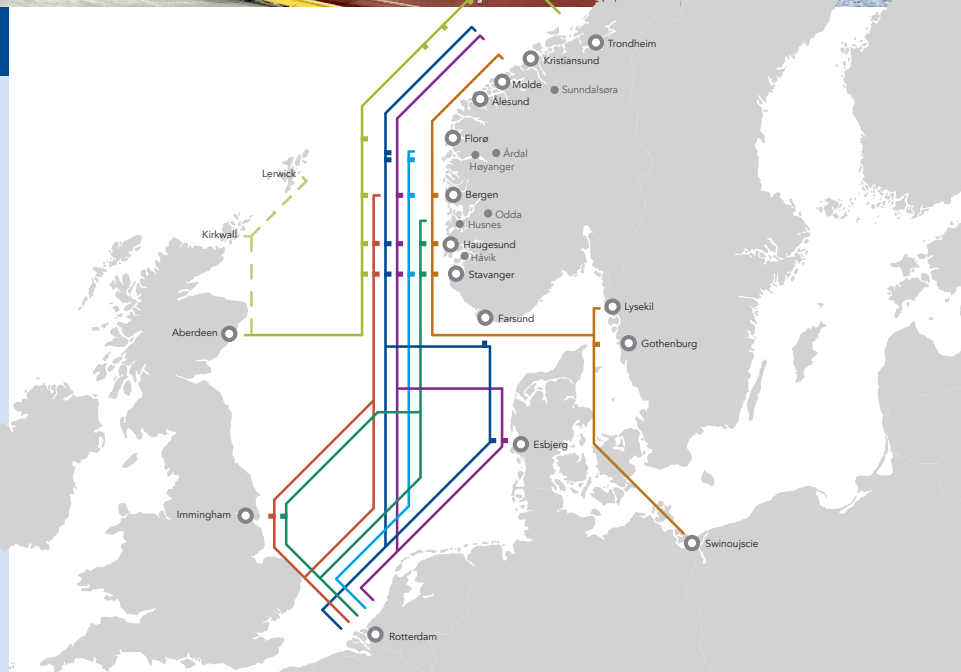 Trondheim
Kristiansund
Molde
Sunndalsøra
Ålesund
Florø
Årdal
Høyanger
Lerwick
Bergen
Odda
Husnes
Kirkwall
Haugesund
Håvik
Stavanger
Lysekil
Farsund
Aberdeen
Gothenburg
Esbjerg
Immingham
Swinoujscie
Rotterdam